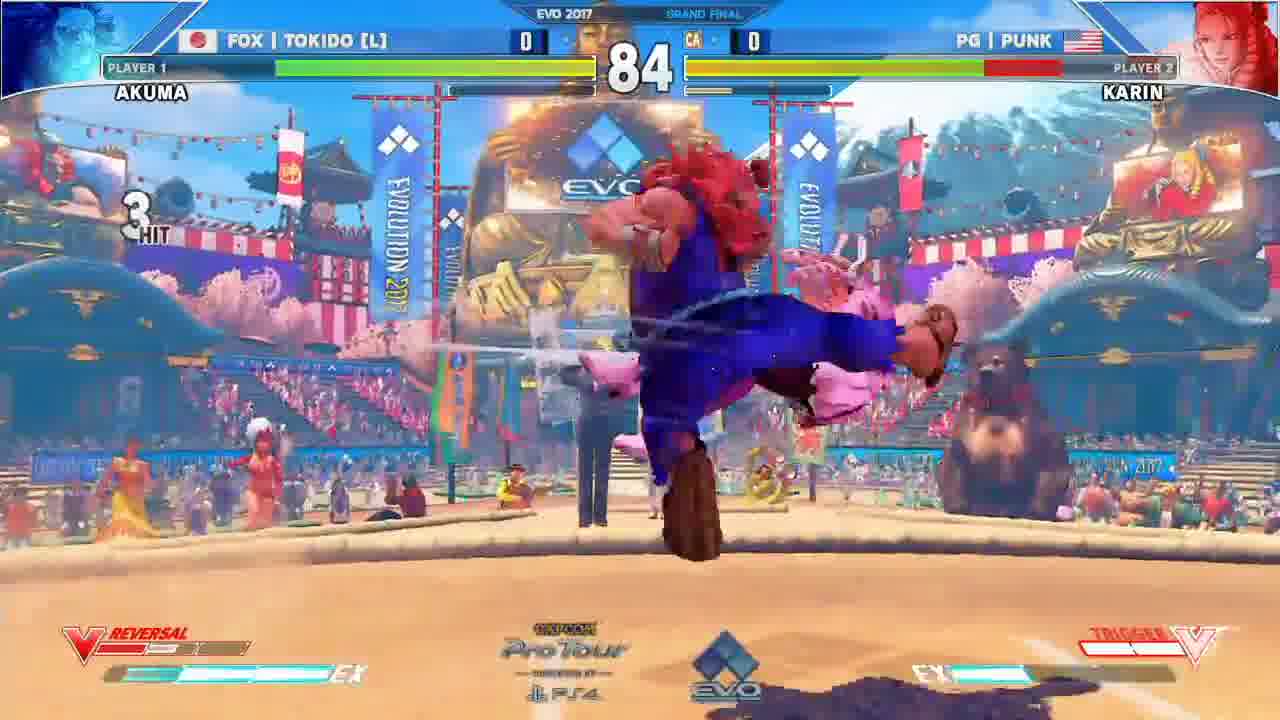 EVO 2017 GRAND FINAL
FOX | TOKIDO [L] 0 84 CA 0 PG | PUNK
PLAYER 1 PLAYER 2
AKUMA KARIN
EVO
EVOLUTION 2017
3 HIT
REVERSAL
TRIGGER
EX EX
CAPCOM
Pro Tour
PS4
EVO